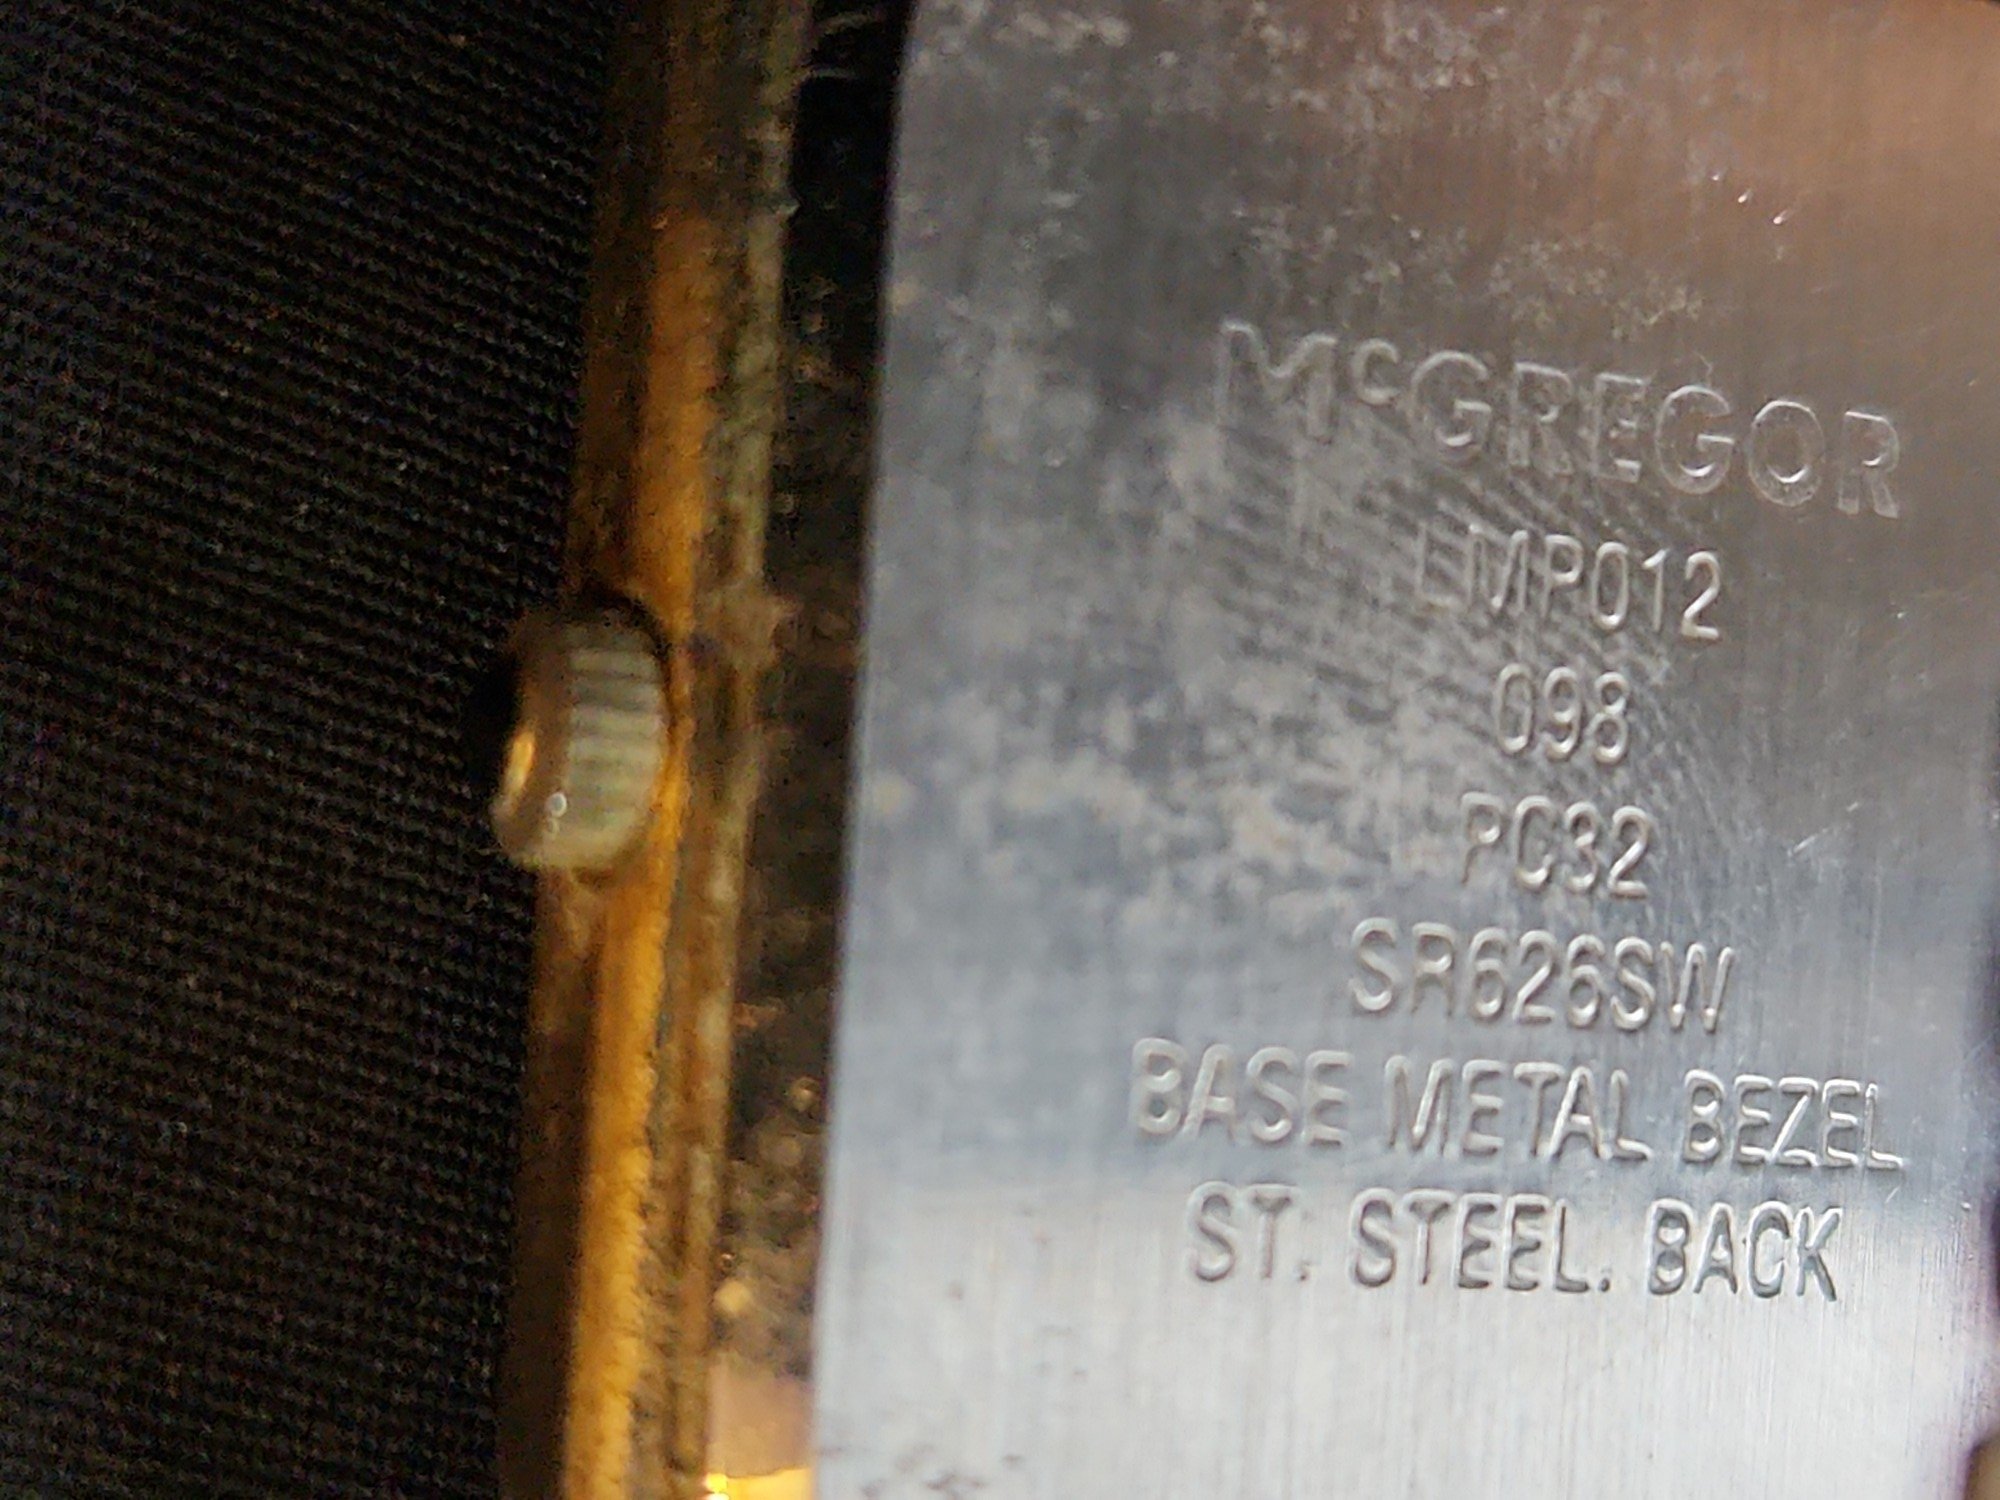 McGREGOR
LMP012
098
PC32
SR626SW
BASE METAL BEZEL
ST. STEEL. BACK